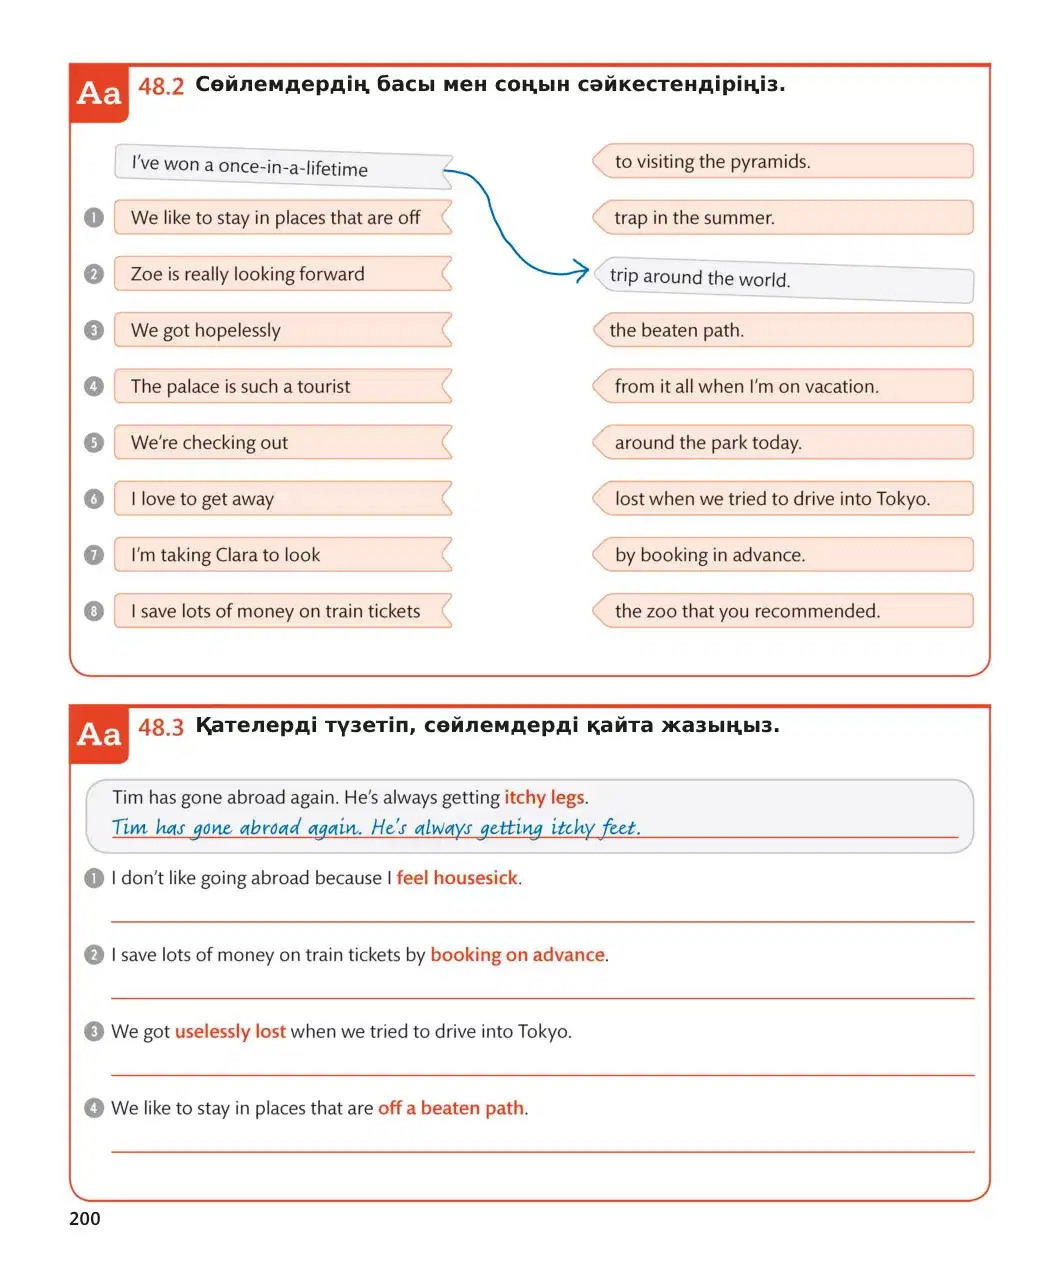 Aa 48.2 Сөйлемдердің басы мен соңын сәйкестендіріңіз.
I've won a once-in-a-lifetime
to visiting the pyramids.
1 We like to stay in places that are off
trap in the summer.
2 Zoe is really looking forward
trip around the world.
3 We got hopelessly
the beaten path.
4 The palace is such a tourist
from it all when I'm on vacation.
5 We're checking out
around the park today.
6 I love to get away
lost when we tried to drive into Tokyo.
7 I'm taking Clara to look
by booking in advance.
8 I save lots of money on train tickets
the zoo that you recommended.
Aa 48.3 Қателерді түзетіп, сөйлемдерді қайта жазыңыз.
Tim has gone abroad again. He's always getting itchy legs.
Tim has gone abroad again. He's always getting itchy feet.
1 I don't like going abroad because I feel housesick.
2 I save lots of money on train tickets by booking on advance.
3 We got uselessly lost when we tried to drive into Tokyo.
4 We like to stay in places that are off a beaten path.
200